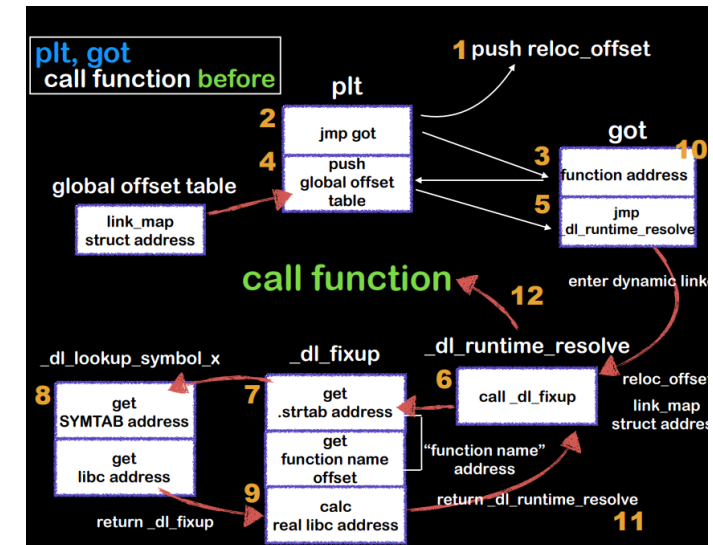 plt, got
call function before
1 push reloc_offset
plt
2
jmp got
4
push
global offset
table
got
10
3
function address
5
jmp
_dl_runtime_resolve
global offset table
link_map
struct address
call function
12
enter dynamic linke
_dl_runtime_resolve
6
call _dl_fixup
reloc_offset
link_map
struct address
_dl_fixup
7
get
.strtab address
get
function name
offset
"function name"
address
_dl_lookup_symbol_x
8
get
SYMTAB address
get
libc address
return _dl_fixup
9
calc
real libc address
return _dl_runtime_resolve
11